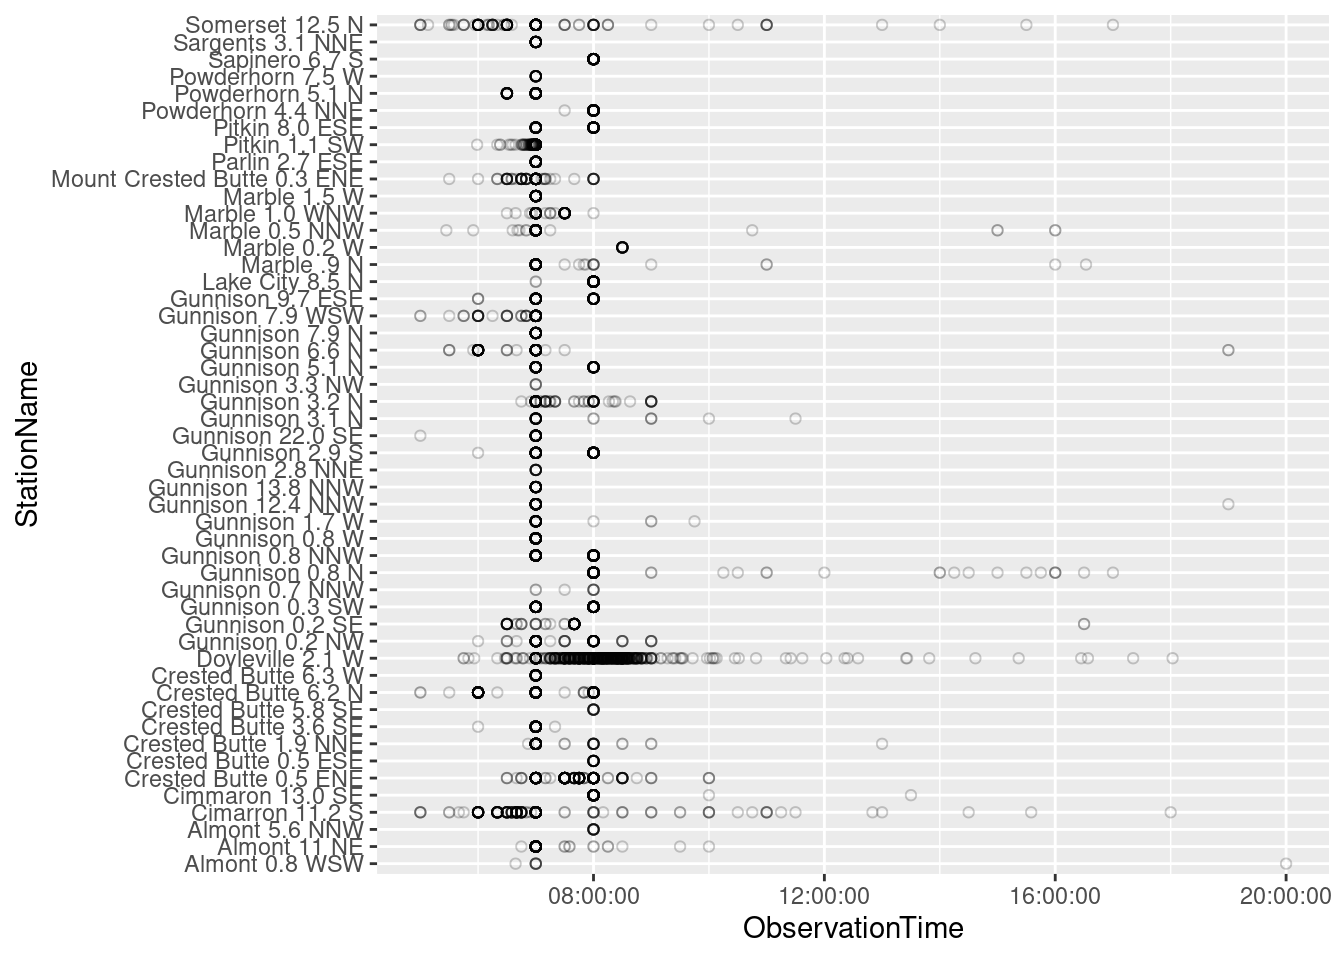 Somerset 12.5 N
Sargents 3.1 NNE
Sapinero 6.7 S
Powderhorn 7.5 W
Powderhorn 5.1 N
Powderhorn 4.4 NNE
Pitkin 8.0 ESE
Pitkin 1.1 SW
Parlin 2.7 ESE
Mount Crested Butte 0.3 ENE
Marble 1.5 W
Marble 1.0 WNW
Marble 0.5 NNW
Marble 0.2 W
Marble .9 N
Lake City 8.5 N
Gunnison 9.7 ESE
Gunnison 7.9 WSW
Gunnison 7.9 N
Gunnison 6.6 N
Gunnison 5.1 N
Gunnison 3.3 NW
Gunnison 3.2 N
Gunnison 3.1 N
Gunnison 22.0 SE
Gunnison 2.9 S
Gunnison 2.8 NNE
Gunnison 13.8 NNW
Gunnison 12.4 NNW
Gunnison 1.7 W
Gunnison 0.8 W
Gunnison 0.8 NNW
Gunnison 0.8 N
Gunnison 0.7 NNW
Gunnison 0.3 SW
Gunnison 0.2 SE
Gunnison 0.2 NW
Doyleville 2.1 W
Crested Butte 6.3 W
Crested Butte 6.2 N
Crested Butte 5.8 SE
Crested Butte 3.6 SE
Crested Butte 1.9 NNE
Crested Butte 0.5 ESE
Crested Butte 0.5 ENE
Cimmaron 13.0 SE
Cimarron 11.2 S
Almont 5.6 NNW
Almont 11 NE
Almont 0.8 WSW
StationName
08:00:00 12:00:00 16:00:00 20:00:00
ObservationTime